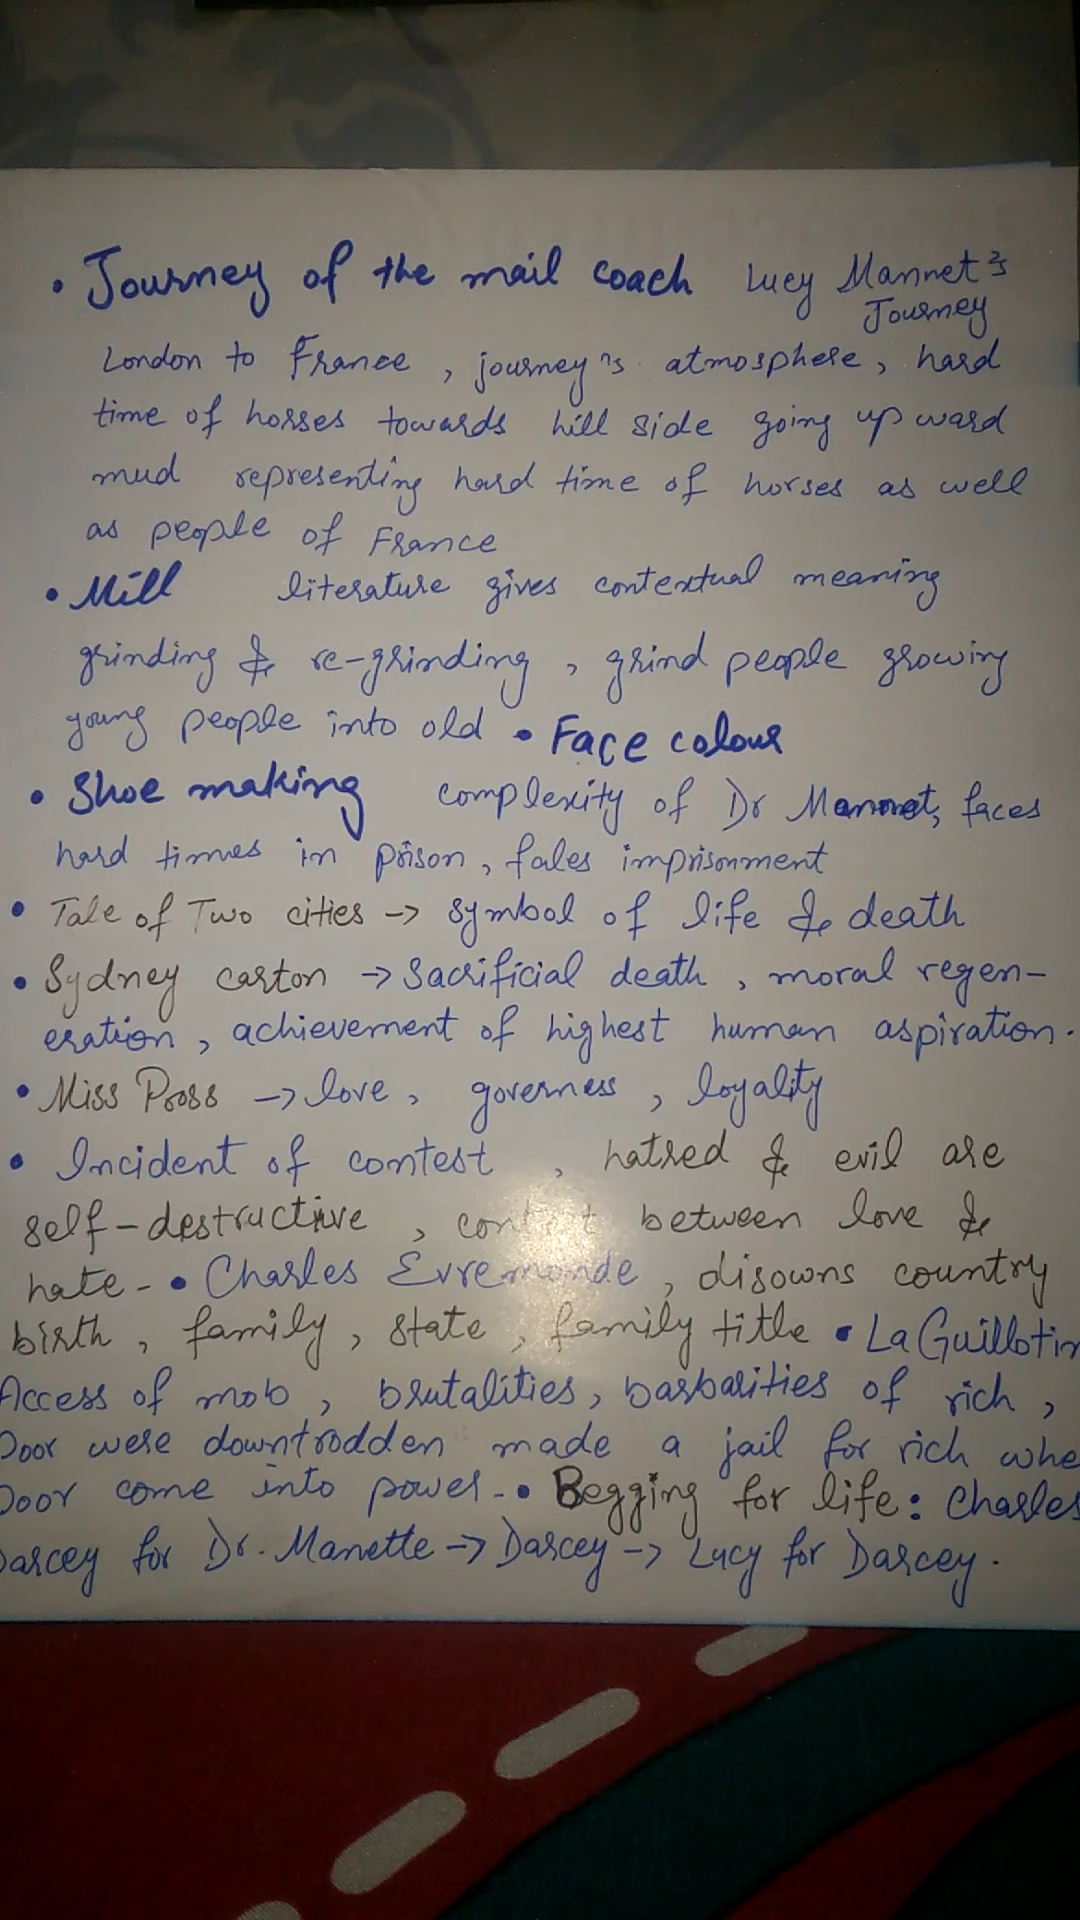 • Journey of the mail coach Lucy Mannet's
Journey
London to France, journey's atmosphere, hard
time of horses towards hill side going up ward
mud representing hard time of horses as well
as people of France
• Mill literature gives contextual meaning
grinding & re-grinding, grind people growing
young people into old • Face colour
• Shoe making complexity of Dr Mannet, faces
hard times in prison, fales imprisonment
• Tale of Two cities -> symbol of life & death
• Sydney carton -> Sacrificial death, moral regen-
eration, achievement of highest human aspiration.
• Miss Pross -> love, governess, loyality
• Incident of contest, hatred & evil are
self-destructive, between love &
hate-• Charles Evremonde, disowns country
birth, family, state, family title • La Guillotin
Access of mob, brutalities, barbarities of rich,
Poor were downtrodden made a jail for rich whe
Poor come into power-• Begging for life: Charles
Darcey for Dr. Manette -> Darcey -> Lucy for Darcey.